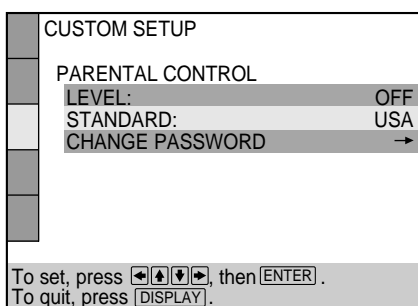 CUSTOM SETUP
PARENTAL CONTROL
LEVEL: OFF
STANDARD: USA
CHANGE PASSWORD →
To set, press ←↑↓→, then ENTER .
To quit, press DISPLAY .